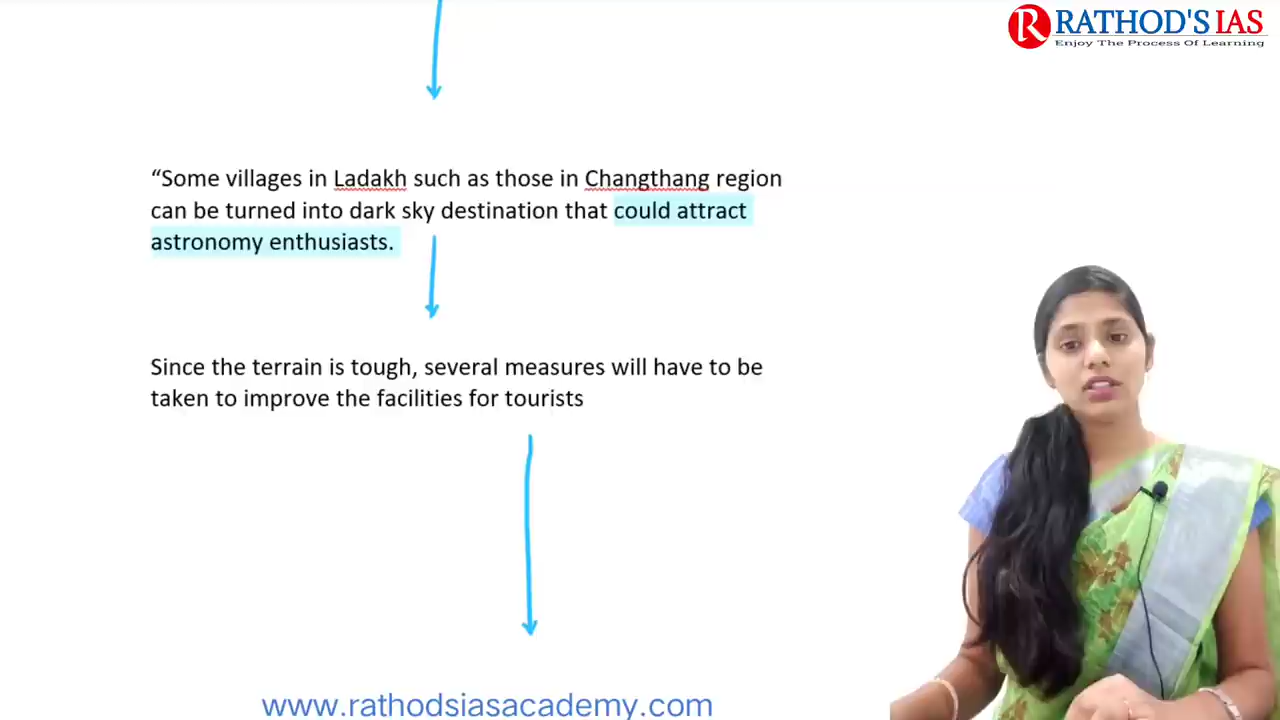 RATHOD'S IAS
Enjoy The Process Of Learning
“Some villages in Ladakh such as those in Changthang region
can be turned into dark sky destination that could attract
astronomy enthusiasts.
Since the terrain is tough, several measures will have to be
taken to improve the facilities for tourists
www.rathodsiasacademy.com